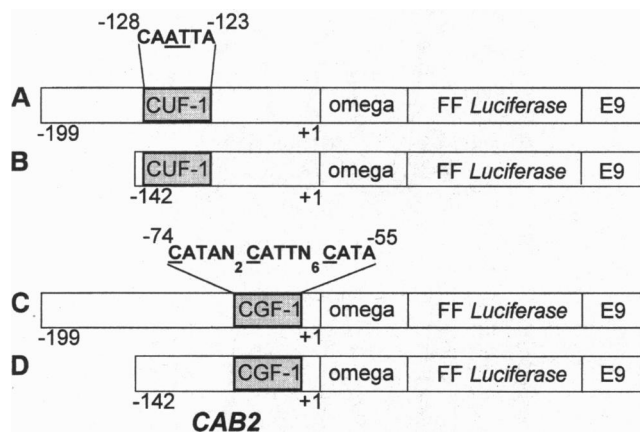 -128 -123
CAATTA
A CUF-1 omega FF Luciferase E9
-199 +1
B CUF-1 omega FF Luciferase E9
-142 +1
-74 -55
CATAN2CATTN6CATA
C CGF-1 omega FF Luciferase E9
-199 +1
D CGF-1 omega FF Luciferase E9
-142 +1
CAB2